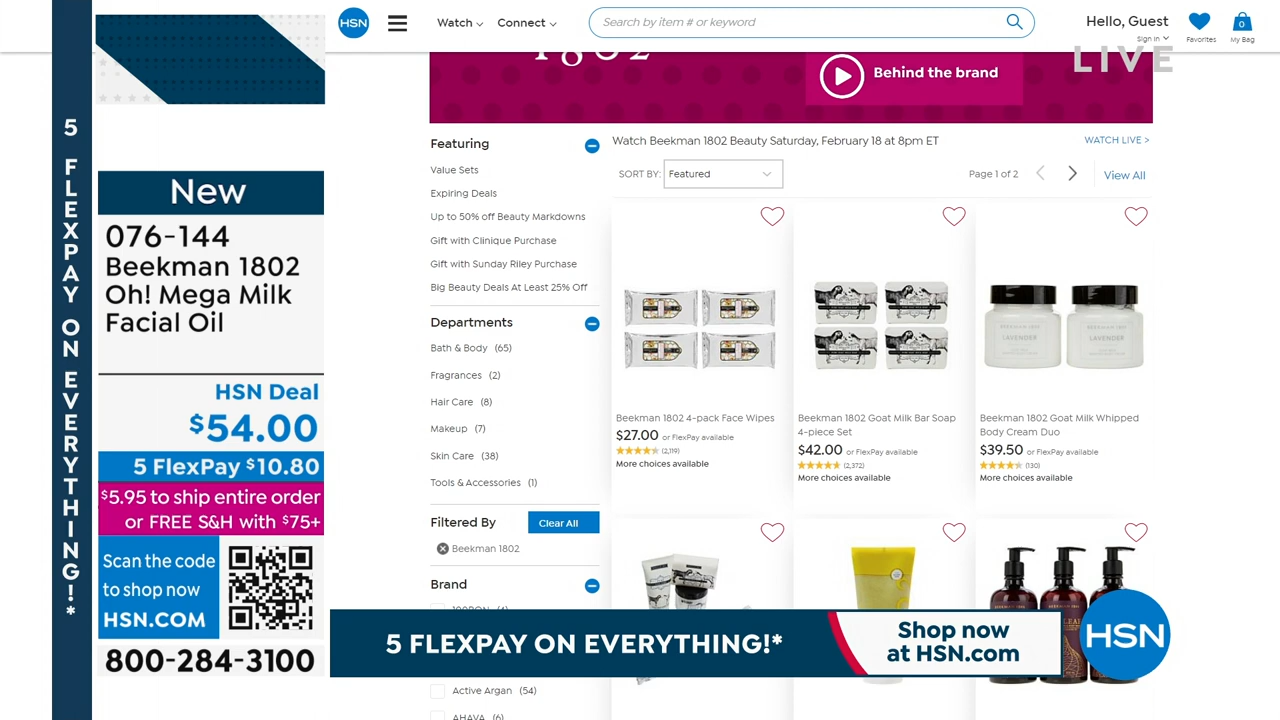 HSN
Watch
Connect
Search by item # or keyword
Hello, Guest
Sign In
Favorites
0
My Bag
LIVE
1802
Behind the brand
5 FLEXPAY ON EVERYTHING!*
New
076-144
Beekman 1802
Oh! Mega Milk
Facial Oil
HSN Deal
$54.00
5 FlexPay $10.80
$5.95 to ship entire order
or FREE S&H with $75+
Scan the code
to shop now
HSN.COM
800-284-3100
Featuring
Value Sets
Expiring Deals
Up to 50% off Beauty Markdowns
Gift with Clinique Purchase
Gift with Sunday Riley Purchase
Big Beauty Deals At Least 25% Off
Departments
Bath & Body (65)
Fragrances (2)
Hair Care (8)
Makeup (7)
Skin Care (38)
Tools & Accessories (1)
Filtered By
Clear All
Beekman 1802
Brand
Active Argan (54)
AHAVA (6)
Watch Beekman 1802 Beauty Saturday, February 18 at 8pm ET
WATCH LIVE >
SORT BY: Featured
Page 1 of 2
View All
LAVENDER
LAVENDER
Beekman 1802 4-pack Face Wipes
$27.00 or FlexPay available
(2,119)
More choices available
Beekman 1802 Goat Milk Bar Soap
4-piece Set
$42.00 or FlexPay available
(2,372)
More choices available
Beekman 1802 Goat Milk Whipped
Body Cream Duo
$39.50 or FlexPay available
(130)
More choices available
5 FLEXPAY ON EVERYTHING!*
Shop now
at HSN.com
HSN